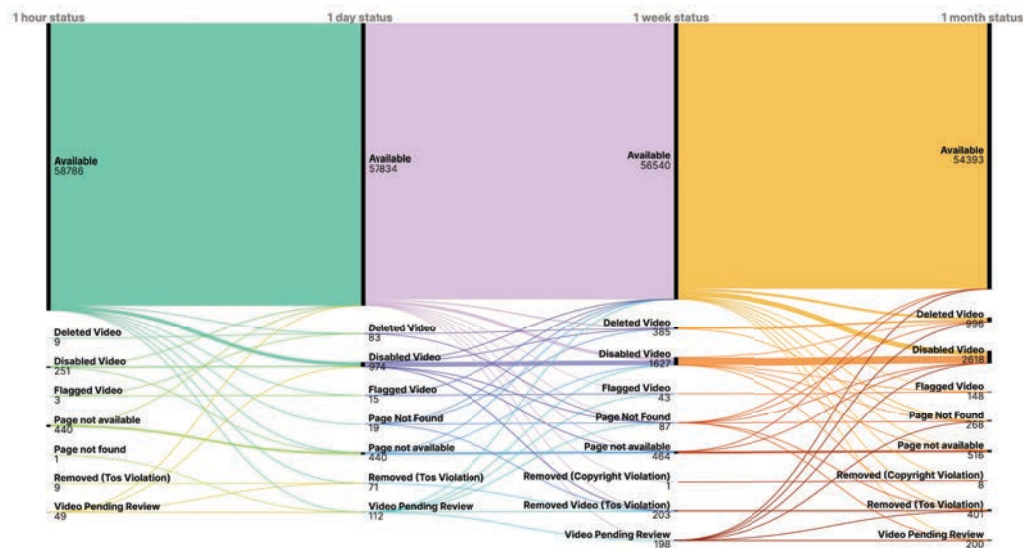 1 hour status
1 day status
1 week status
1 month status
Available
58786
Deleted Video
9
Disabled Video
251
Flagged Video
3
Page not available
440
Page not found
1
Removed (Tos Violation)
9
Video Pending Review
49
Available
57834
Deleted Video
83
Disabled Video
974
Flagged Video
15
Page Not Found
19
Page not available
440
Removed (Tos Violation)
71
Video Pending Review
112
Available
56540
Deleted Video
385
Disabled Video
1627
Flagged Video
43
Page Not Found
87
Page not available
464
Removed (Copyright Violation)
1
Removed Video (Tos Violation)
203
Video Pending Review
198
Available
54393
Deleted Video
996
Disabled Video
2618
Flagged Video
148
Page Not Found
268
Page not available
516
Removed (Copyright Violation)
8
Removed (Tos Violation)
401
Video Pending Review
200